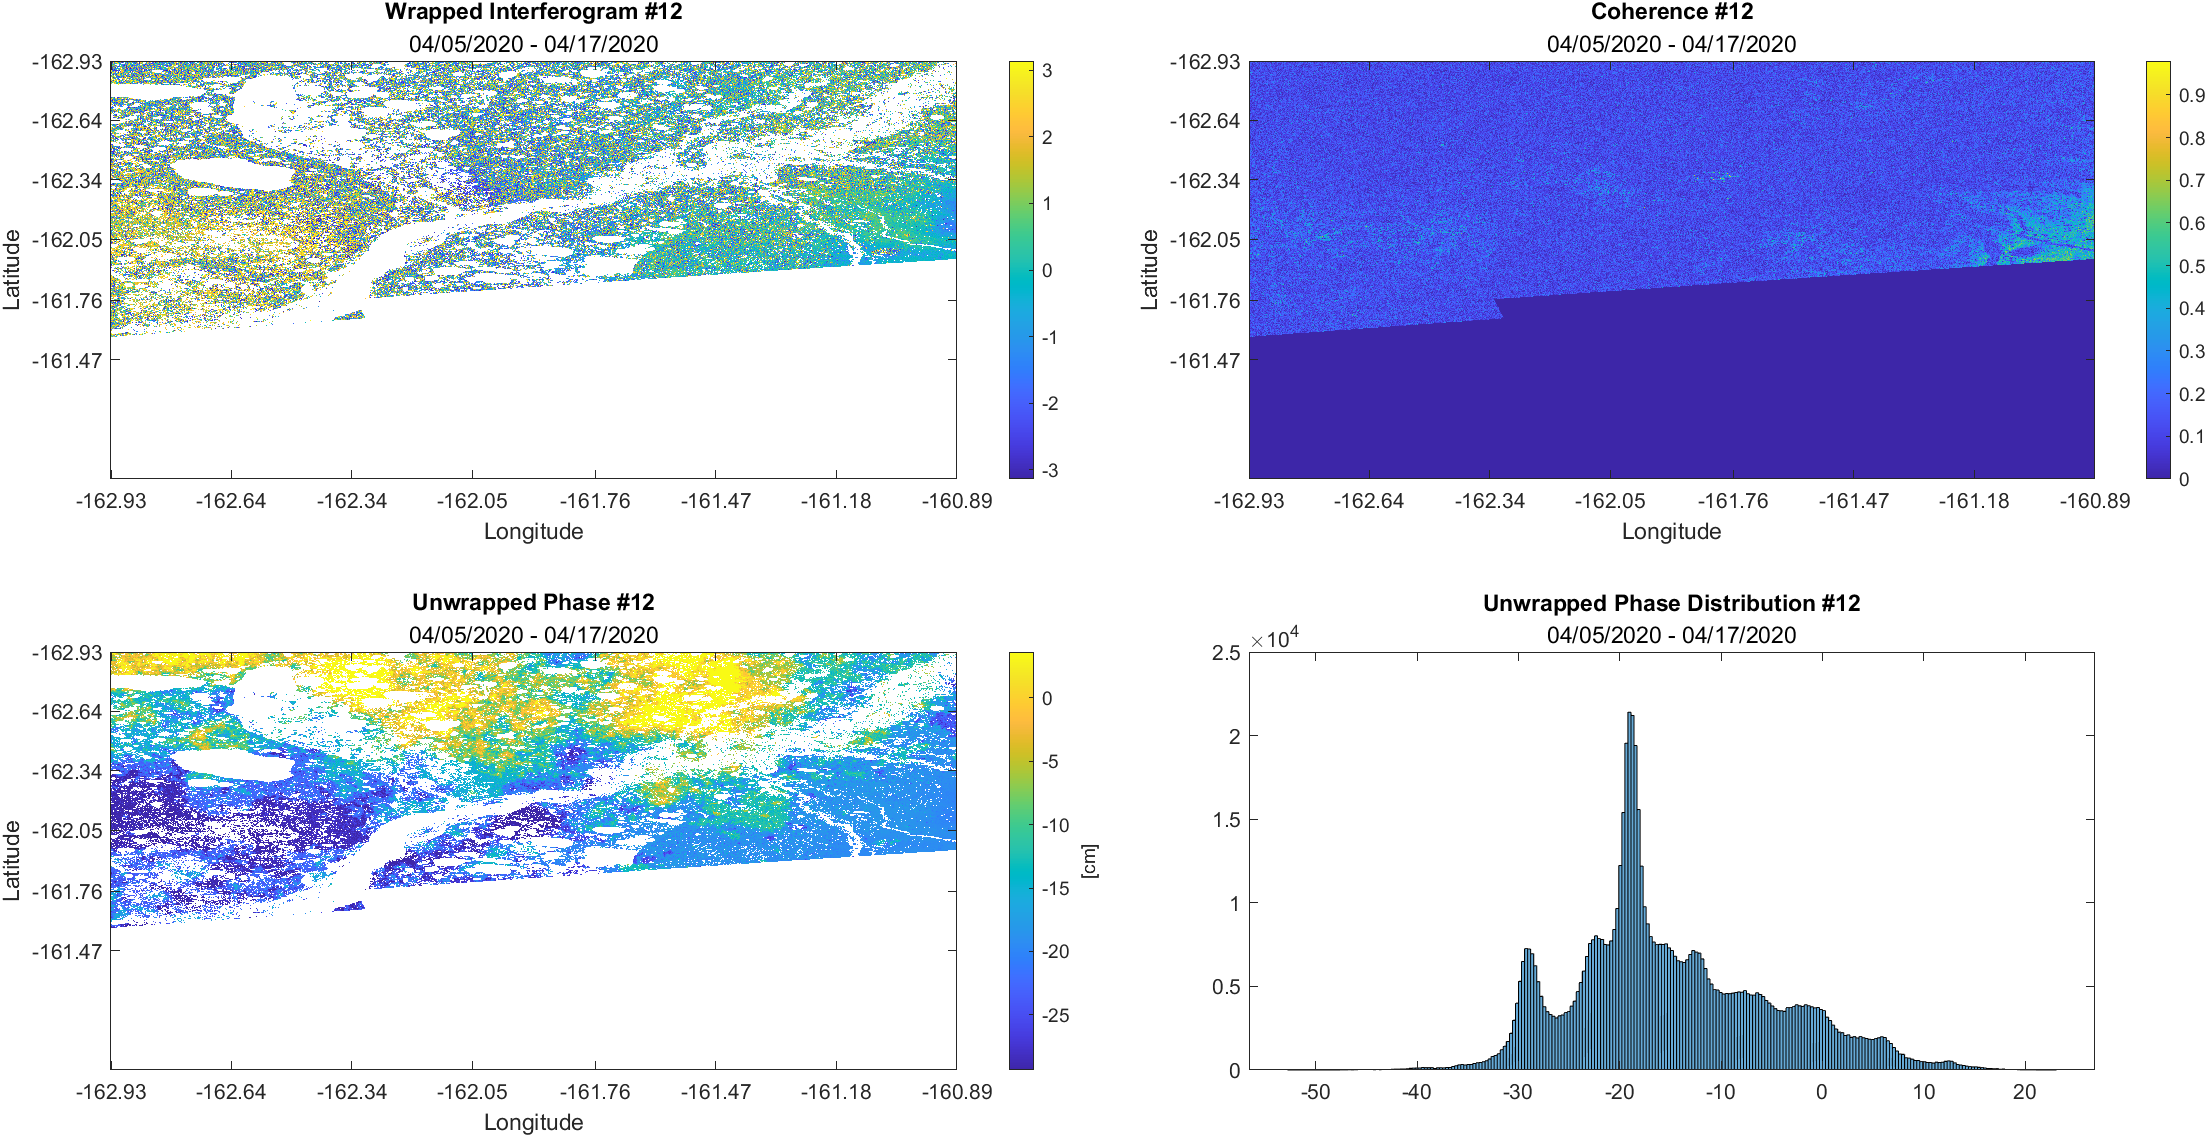 Wrapped Interferogram #12
04/05/2020 - 04/17/2020
-162.93
-162.64
-162.34
-162.05
-161.76
-161.47
Latitude
-162.93 -162.64 -162.34 -162.05 -161.76 -161.47 -161.18 -160.89
Longitude
3
2
1
0
-1
-2
-3
Coherence #12
04/05/2020 - 04/17/2020
-162.93
-162.64
-162.34
-162.05
-161.76
-161.47
Latitude
-162.93 -162.64 -162.34 -162.05 -161.76 -161.47 -161.18 -160.89
Longitude
0.9
0.8
0.7
0.6
0.5
0.4
0.3
0.2
0.1
0
Unwrapped Phase #12
04/05/2020 - 04/17/2020
-162.93
-162.64
-162.34
-162.05
-161.76
-161.47
Latitude
-162.93 -162.64 -162.34 -162.05 -161.76 -161.47 -161.18 -160.89
Longitude
0
-5
-10
-15
-20
-25
[cm]
Unwrapped Phase Distribution #12
04/05/2020 - 04/17/2020
×10^4
2.5
2
1.5
1
0.5
0
-50 -40 -30 -20 -10 0 10 20